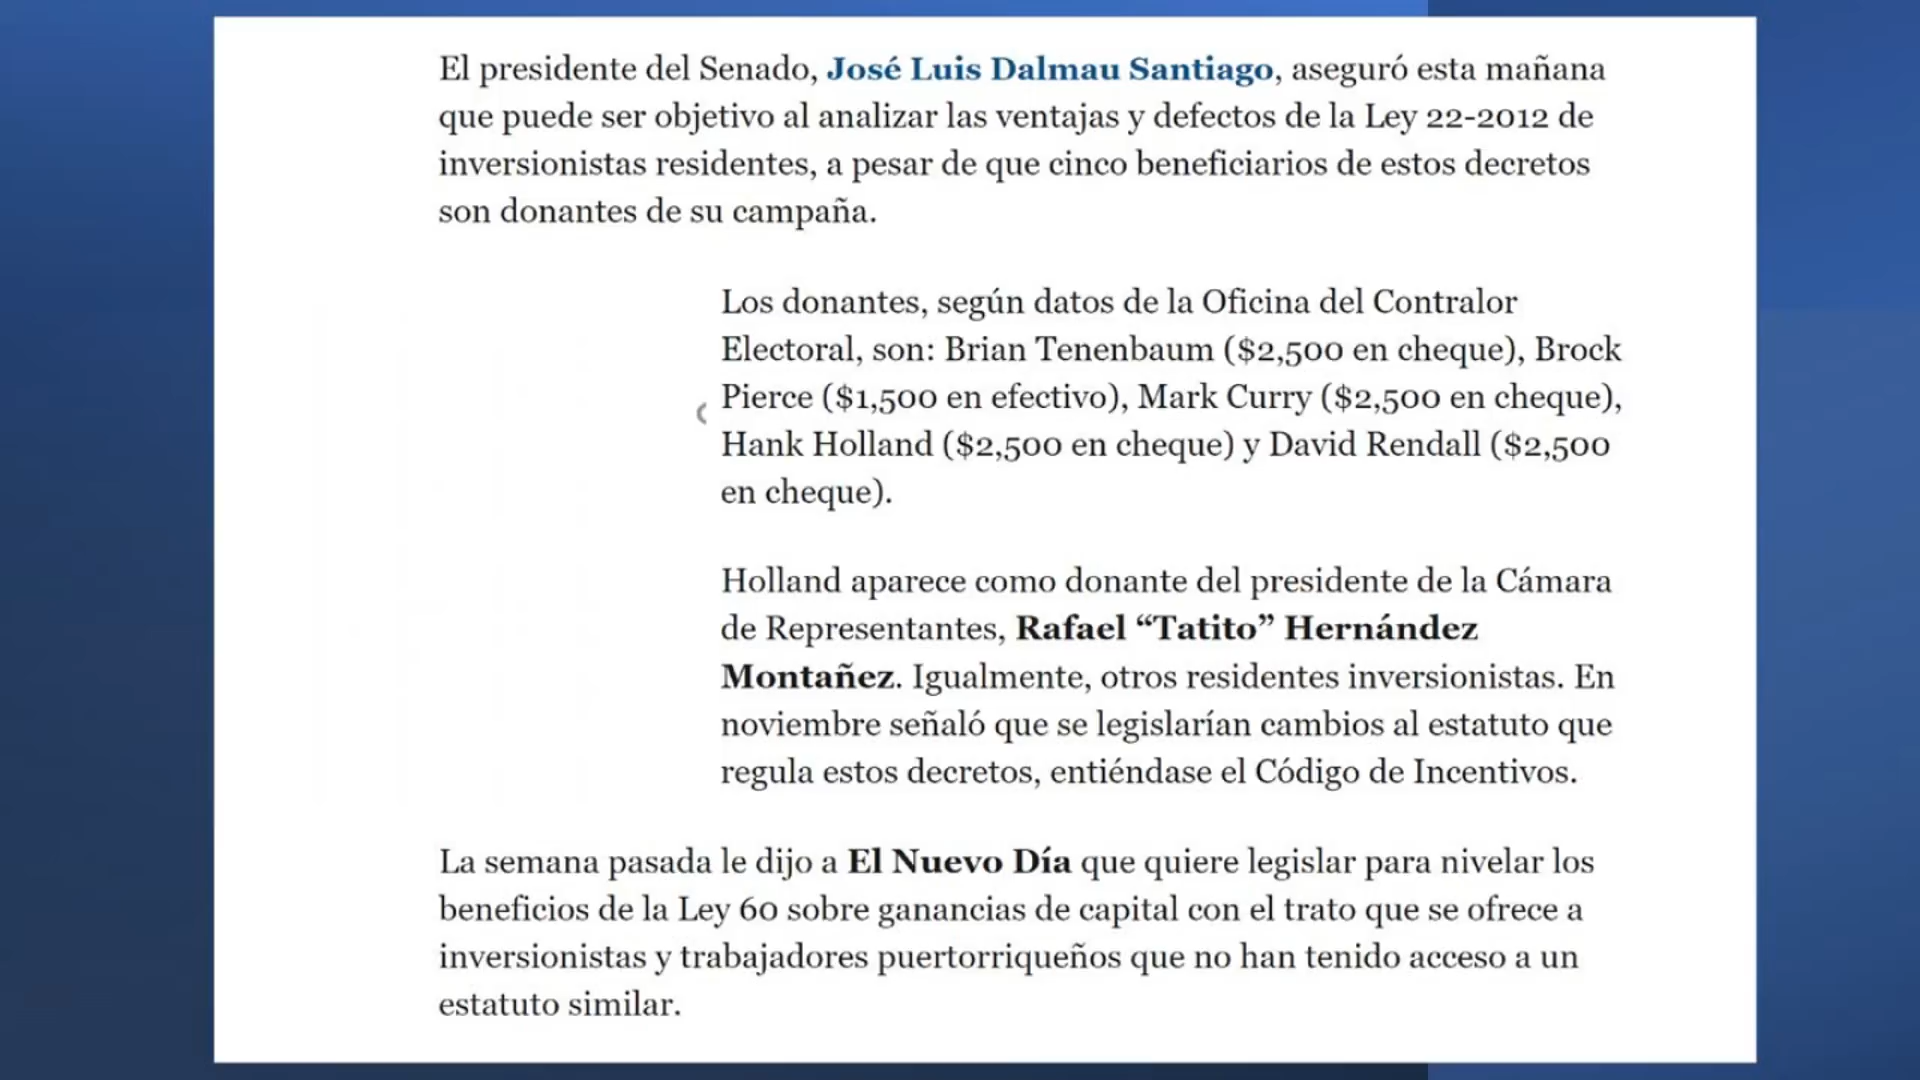 El presidente del Senado, José Luis Dalmau Santiago, aseguró esta mañana
que puede ser objetivo al analizar las ventajas y defectos de la Ley 22-2012 de
inversionistas residentes, a pesar de que cinco beneficiarios de estos decretos
son donantes de su campaña.
Los donantes, según datos de la Oficina del Contralor
Electoral, son: Brian Tenenbaum ($2,500 en cheque), Brock
Pierce ($1,500 en efectivo), Mark Curry ($2,500 en cheque),
Hank Holland ($2,500 en cheque) y David Rendall ($2,500
en cheque).
Holland aparece como donante del presidente de la Cámara
de Representantes, Rafael “Tatito” Hernández
Montañez. Igualmente, otros residentes inversionistas. En
noviembre señaló que se legislarían cambios al estatuto que
regula estos decretos, entiéndase el Código de Incentivos.
La semana pasada le dijo a El Nuevo Día que quiere legislar para nivelar los
beneficios de la Ley 60 sobre ganancias de capital con el trato que se ofrece a
inversionistas y trabajadores puertorriqueños que no han tenido acceso a un
estatuto similar.